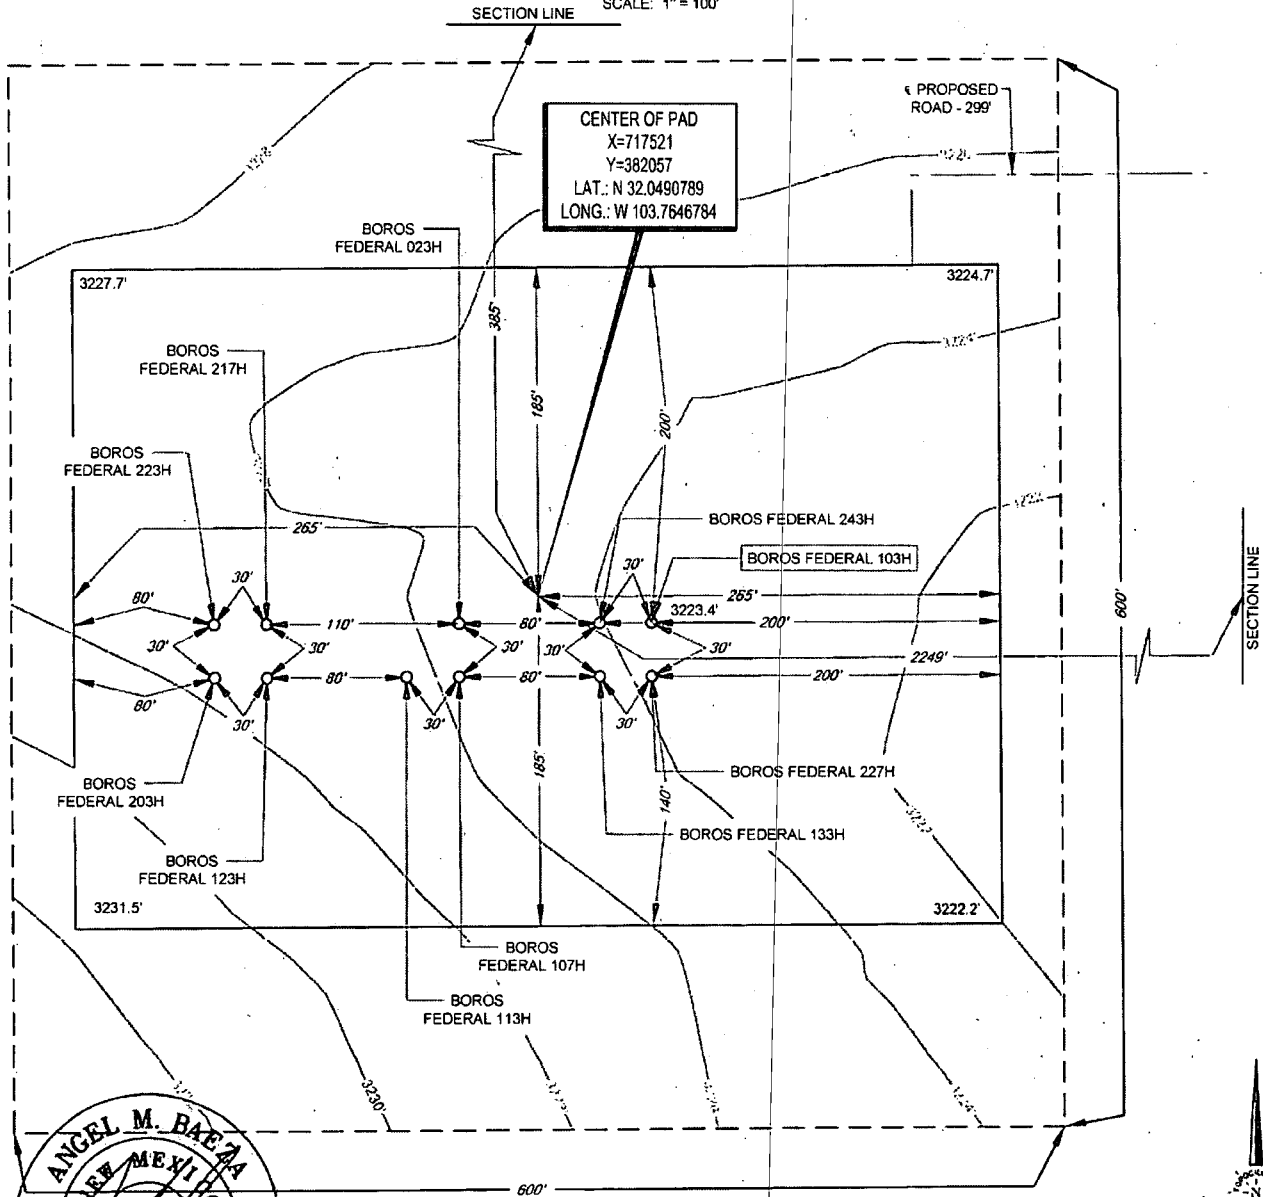 SCALE: 1" = 100'
SECTION LINE
PROPOSED
ROAD - 299'
CENTER OF PAD
X=717521
Y=382057
LAT.: N 32.0490789
LONG.: W 103.7646784
BOROS
FEDERAL 023H
3227.7'
3224.7'
385'
BOROS
FEDERAL 217H
3224'
185'
200'
BOROS
FEDERAL 223H
265'
BOROS FEDERAL 243H
BOROS FEDERAL 103H
30'
30'
80'
265'
3223.4'
110'
60'
200'
30'
30'
30'
30'
30'
2249'
600'
SECTION LINE
80'
60'
200'
80'
30'
30'
30'
185'
140'
BOROS FEDERAL 227H
BOROS
FEDERAL 203H
BOROS FEDERAL 133H
BOROS
FEDERAL 123H
3231.5'
3222.2'
BOROS
FEDERAL 107H
BOROS
FEDERAL 113H
3230'
ANGEL M. BAEZA
NEW MEXICO
600'